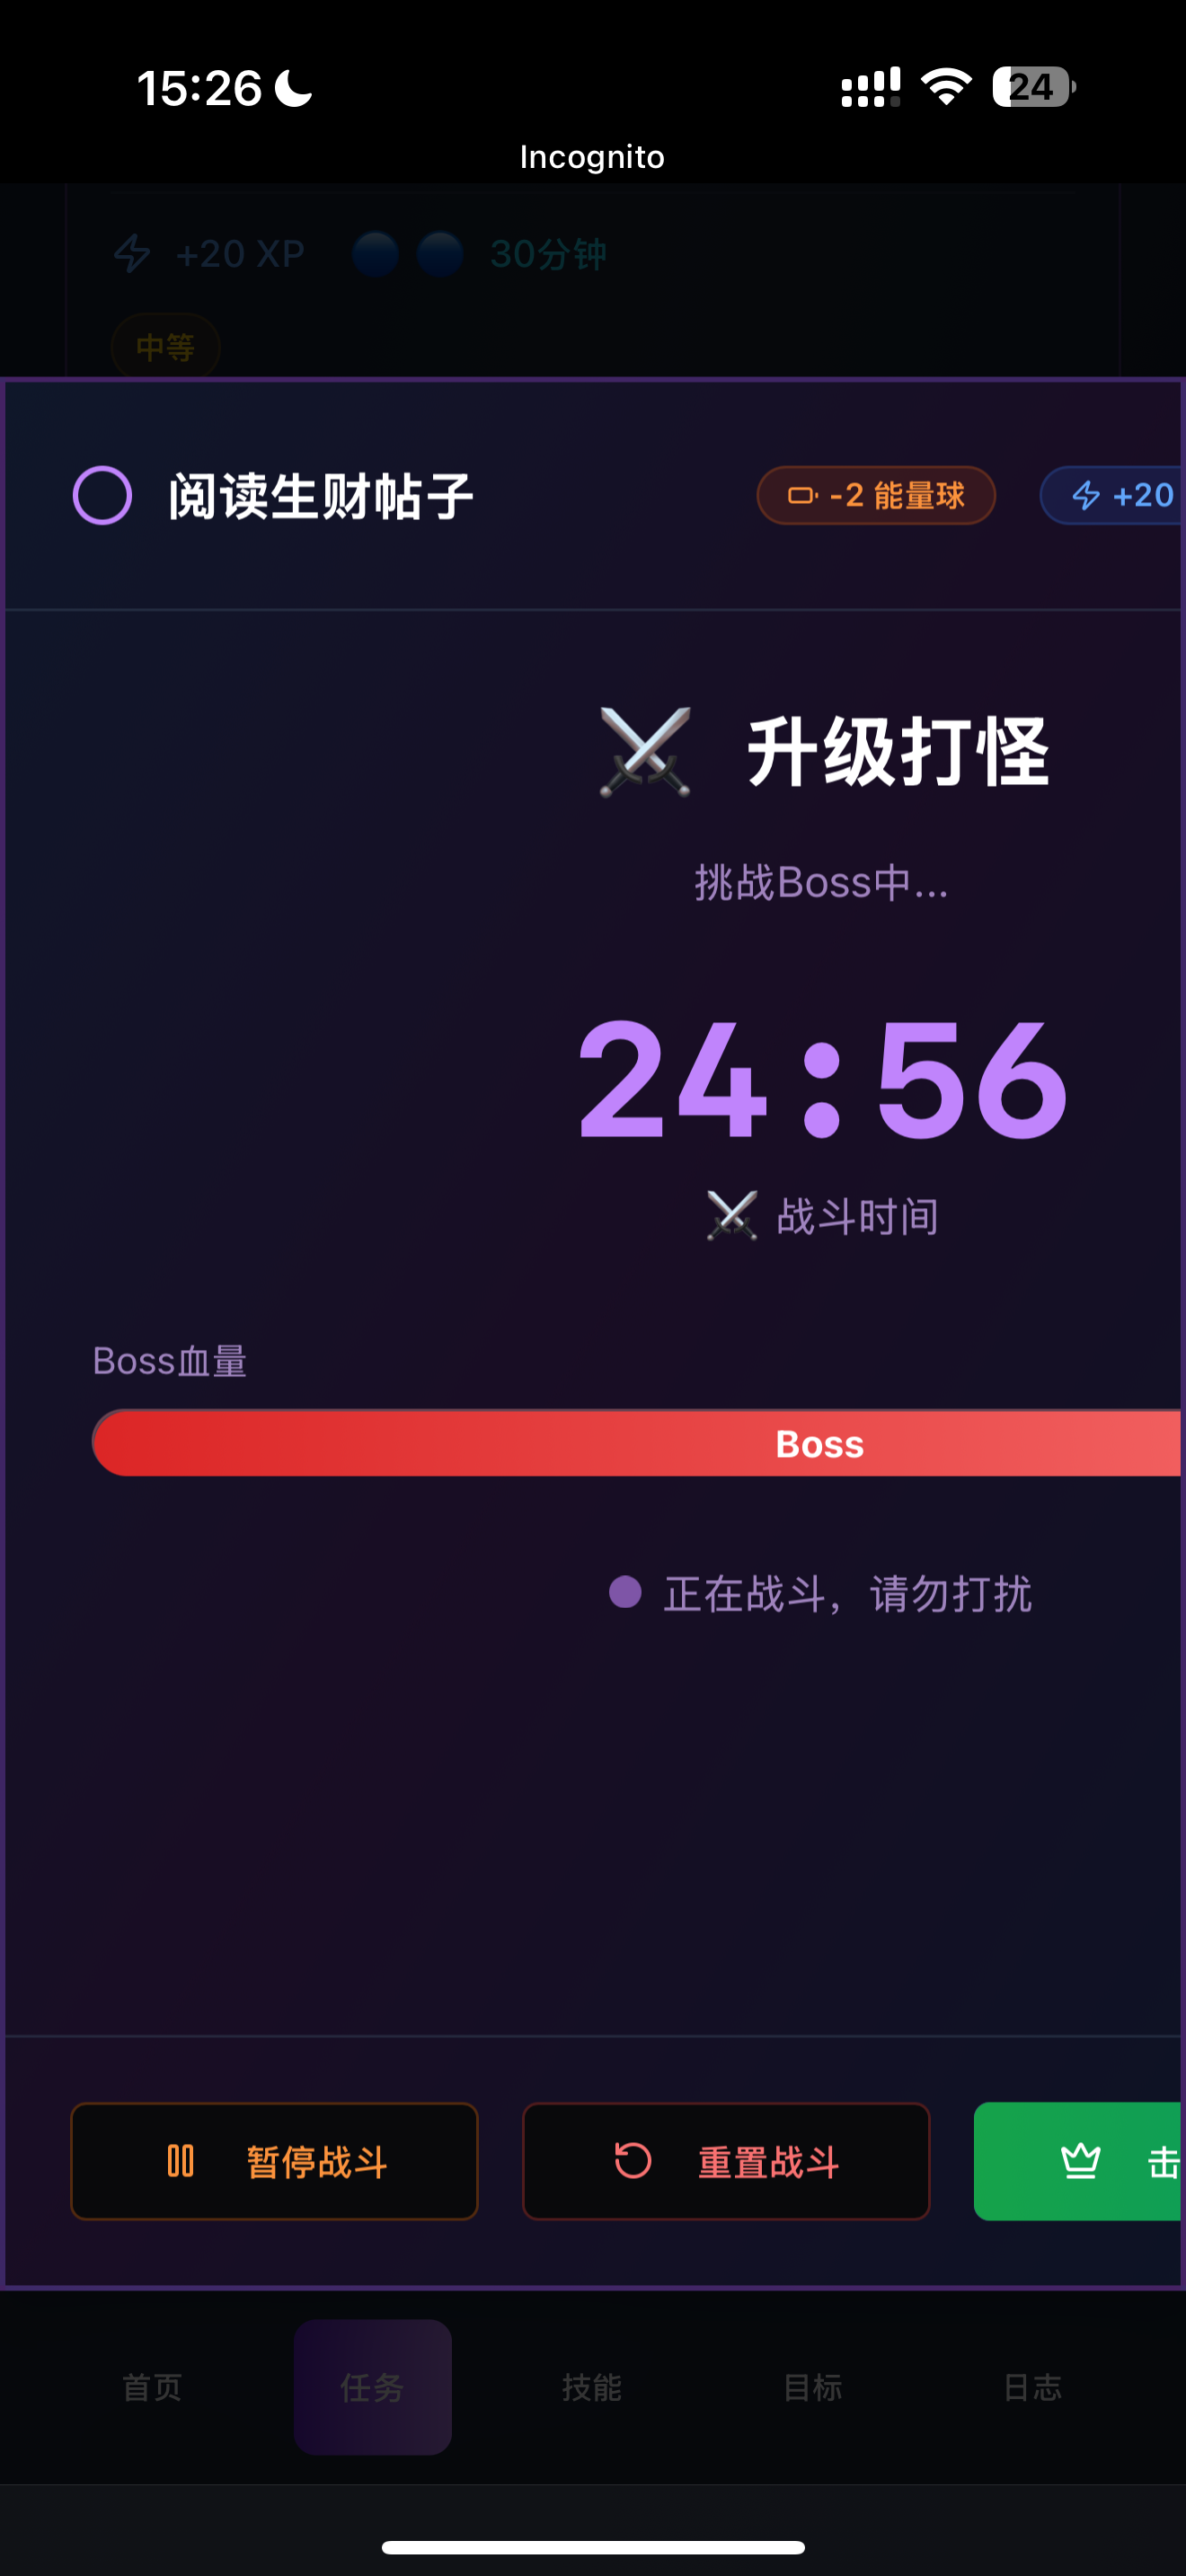 15:26 24
Incognito
+20 XP 30分钟
中等
阅读生财帖子 -2 能量球 +20
升级打怪
挑战Boss中...
24:56
战斗时间
Boss血量
Boss
正在战斗，请勿打扰
暂停战斗 重置战斗 击
首页 任务 技能 目标 日志